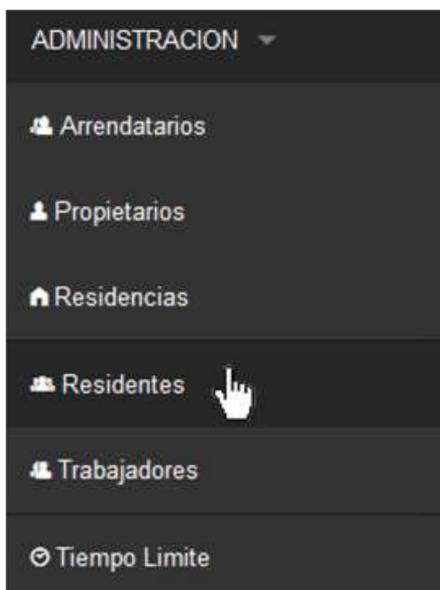 ADMINISTRACION
Arrendatarios
Propietarios
Residencias
Residentes
Trabajadores
Tiempo Limite